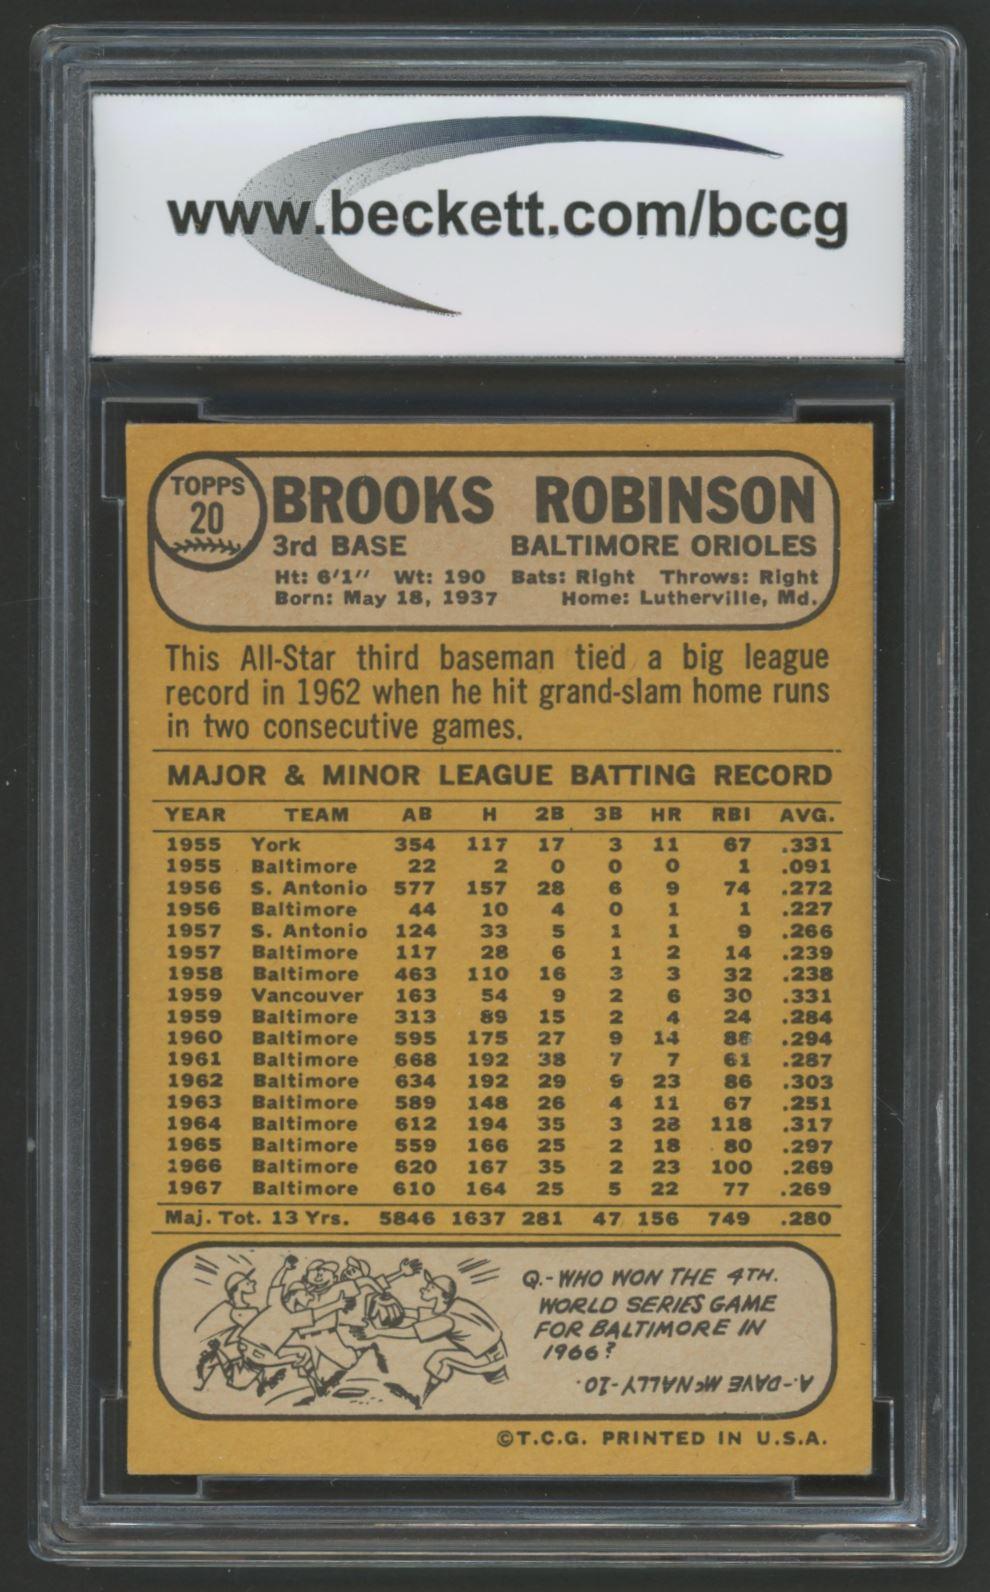 www.beckett.com/bccg
TOPPS
20
BROOKS ROBINSON
3rd BASE BALTIMORE ORIOLES
Ht: 6'1" Wt: 190 Bats: Right Throws: Right
Born: May 18, 1937 Home: Lutherville, Md.
This All-Star third baseman tied a big league
record in 1962 when he hit grand-slam home runs
in two consecutive games.
MAJOR & MINOR LEAGUE BATTING RECORD
YEAR TEAM AB H 2B 3B HR RBI AVG.
1955 York 354 117 17 3 11 67 .331
1955 Baltimore 22 2 0 0 0 1 .091
1956 S. Antonio 577 157 28 6 9 74 .272
1956 Baltimore 44 10 4 0 1 1 .227
1957 S. Antonio 124 33 5 1 1 9 .266
1957 Baltimore 117 28 6 1 2 14 .239
1958 Baltimore 463 110 16 3 3 32 .238
1959 Vancouver 163 54 9 2 6 30 .331
1959 Baltimore 313 89 15 2 4 24 .284
1960 Baltimore 595 175 27 9 14 88 .294
1961 Baltimore 668 192 38 7 7 61 .287
1962 Baltimore 634 192 29 9 23 86 .303
1963 Baltimore 589 148 26 4 11 67 .251
1964 Baltimore 612 194 35 3 28 118 .317
1965 Baltimore 559 166 25 2 18 80 .297
1966 Baltimore 620 167 35 2 23 100 .269
1967 Baltimore 610 164 25 5 22 77 .269
Maj. Tot. 13 Yrs. 5846 1637 281 47 156 749 .280
Q.-WHO WON THE 4TH.
WORLD SERIES GAME
FOR BALTIMORE IN
1966?
A.-DAVE McNALLY-10.
©T.C.G. PRINTED IN U.S.A.